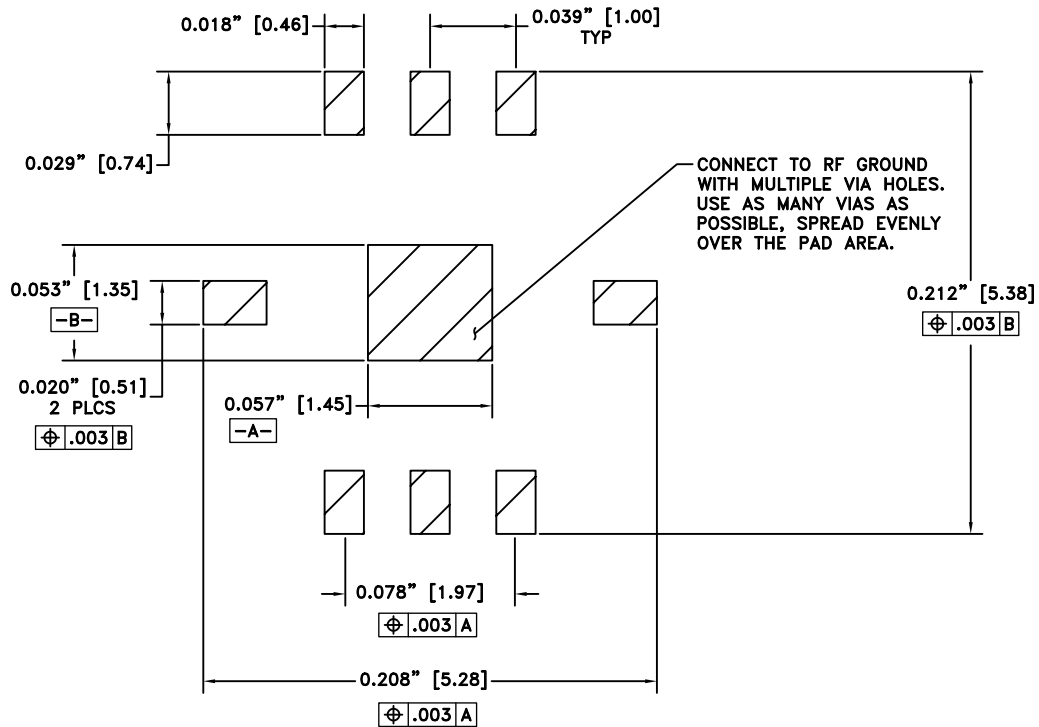 0.018” [0.46]
0.039” [1.00]
TYP
0.029” [0.74]
CONNECT TO RF GROUND
WITH MULTIPLE VIA HOLES.
USE AS MANY VIAS AS
POSSIBLE, SPREAD EVENLY
OVER THE PAD AREA.
0.053” [1.35]
-B-
0.212” [5.38]
⌖ .003 B
0.020” [0.51]
2 PLCS
⌖ .003 B
0.057” [1.45]
-A-
0.078” [1.97]
⌖ .003 A
0.208” [5.28]
⌖ .003 A